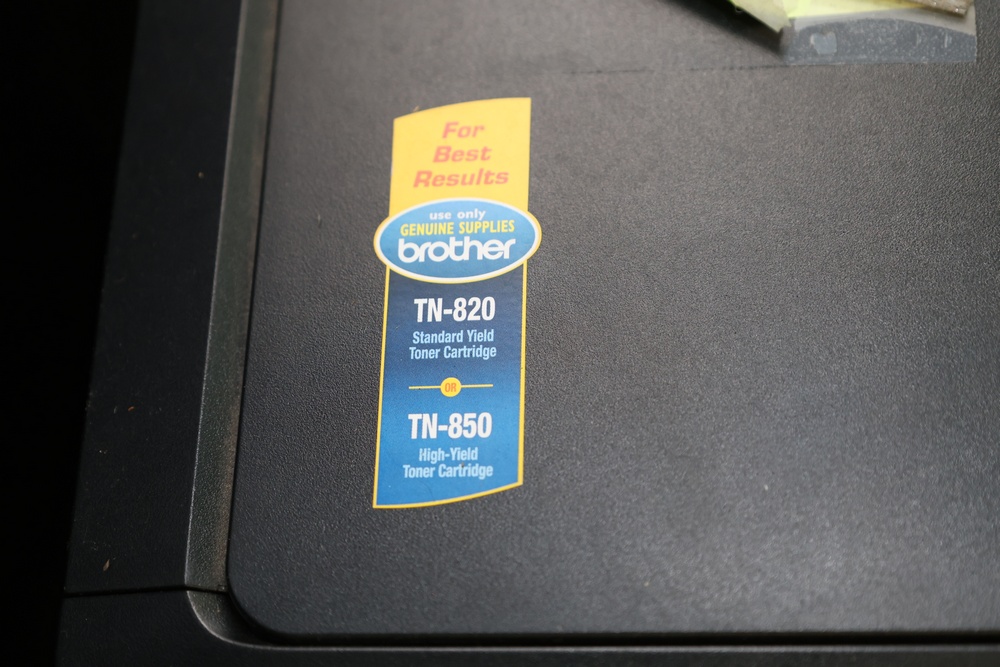 For
Best
Results
use only
GENUINE SUPPLIES
brother
TN-820
Standard Yield
Toner Cartridge
OR
TN-850
High-Yield
Toner Cartridge